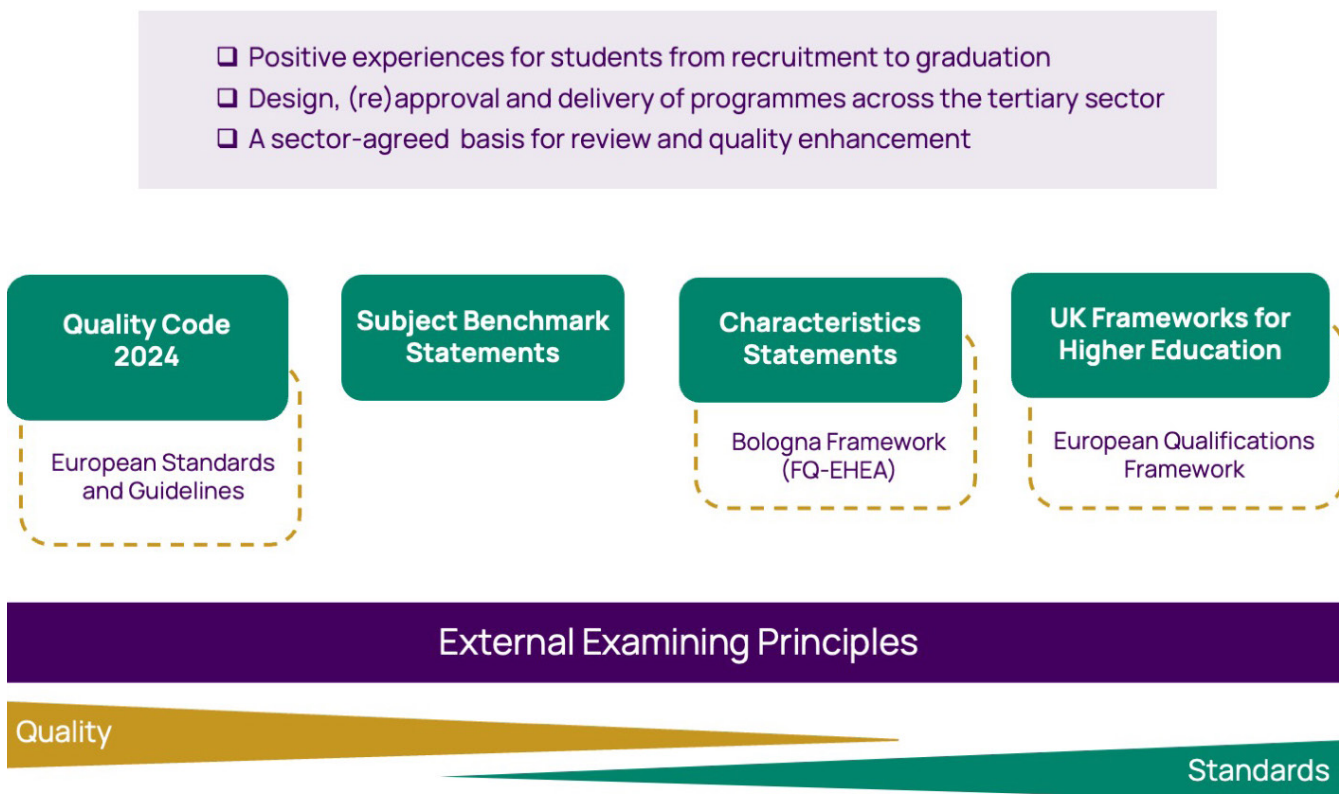 ❑ Positive experiences for students from recruitment to graduation
❑ Design, (re)approval and delivery of programmes across the tertiary sector
❑ A sector-agreed basis for review and quality enhancement
Quality Code
2024
European Standards
and Guidelines
Subject Benchmark
Statements
Characteristics
Statements
Bologna Framework
(FQ-EHEA)
UK Frameworks for
Higher Education
European Qualifications
Framework
External Examining Principles
Quality
Standards